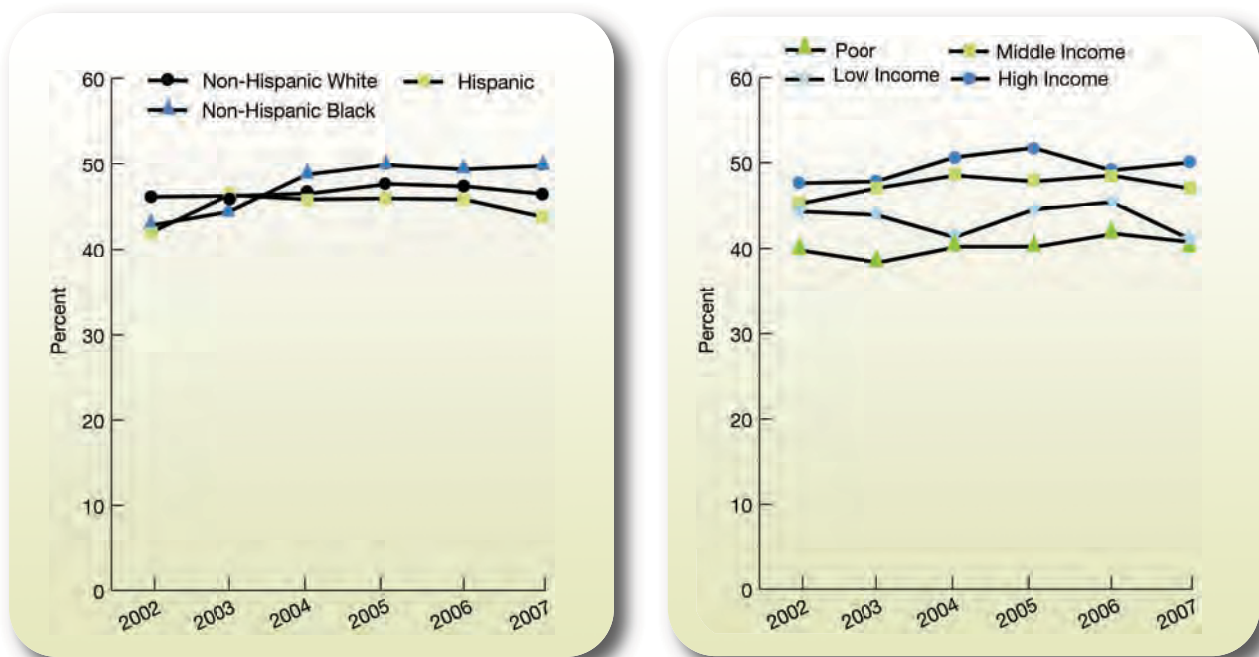 60
Non-Hispanic White
Hispanic
Non-Hispanic Black
50
40
30
20
10
0
Percent
2002
2003
2004
2005
2006
2007
Poor
Middle Income
Low Income
High Income
60
50
40
30
20
10
0
Percent
2002
2003
2004
2005
2006
2007